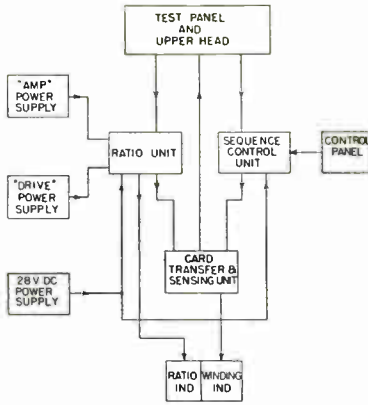 TEST PANEL
AND
UPPER HEAD
"AMP"
POWER
SUPPLY
RATIO UNIT
SEQUENCE
CONTROL
UNIT
CONTROL
PANEL
"DRIVE"
POWER
SUPPLY
CARD
TRANSFER &
SENSING UNIT
28 V DC
POWER
SUPPLY
RATIO
IND
WINDING
IND